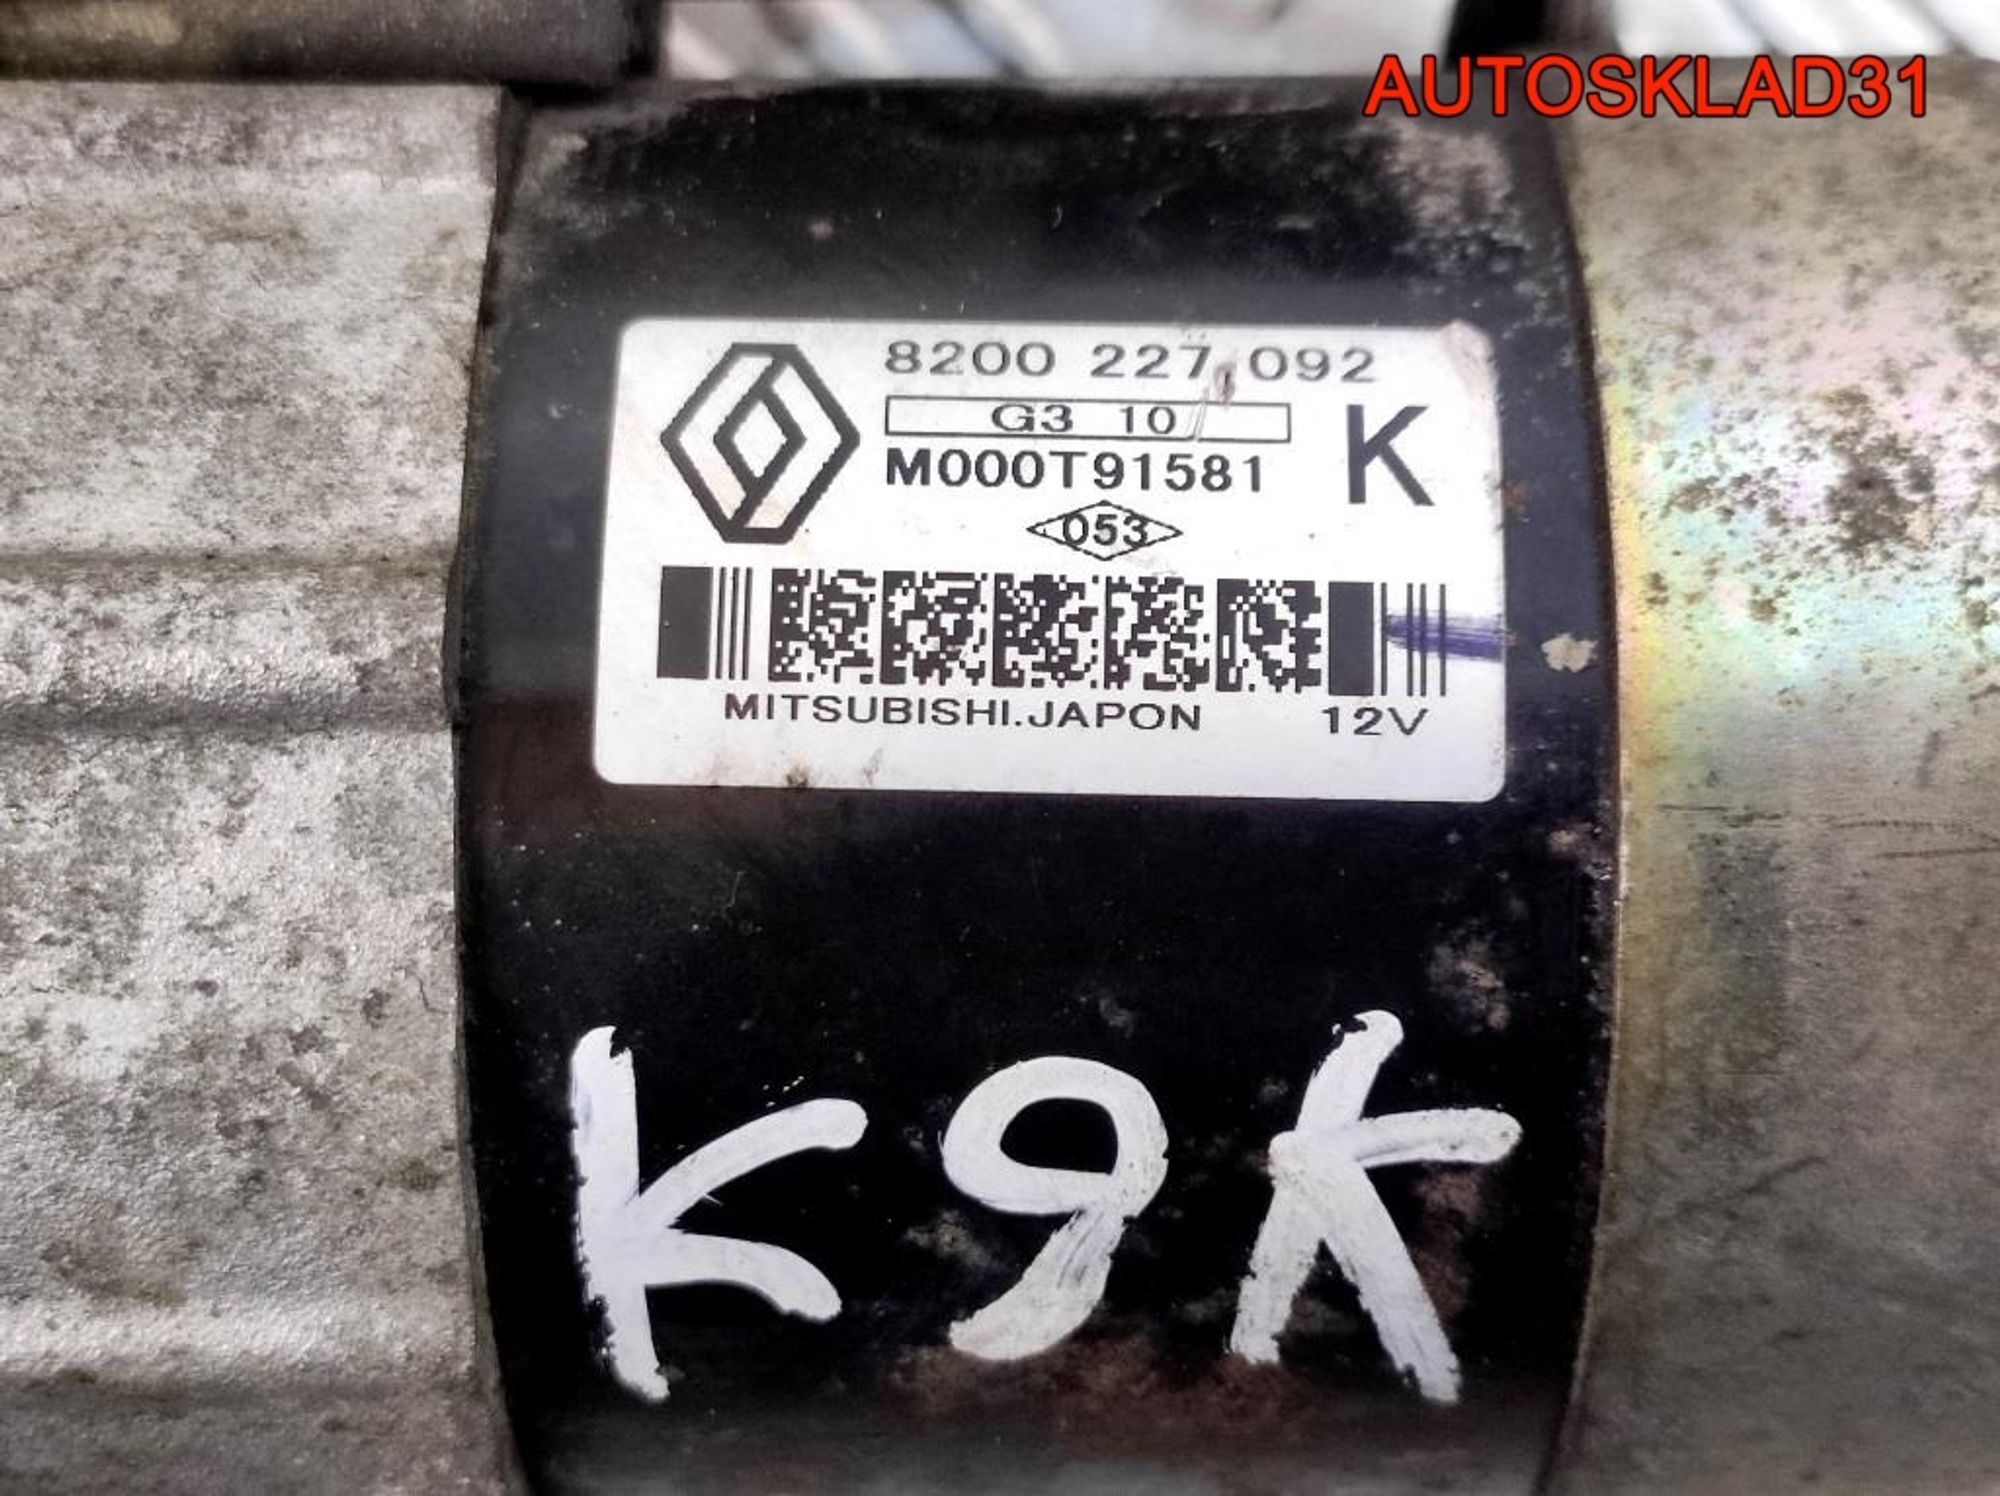 AUTOSKLAD31
8200 227 092
G3 10
K
M000T91581
053
MITSUBISHI.JAPON 12V
K9K